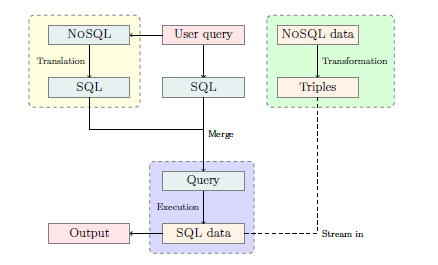 NoSQL
User query
NoSQL data
Translation
Transformation
SQL
SQL
Triples
Merge
Query
Execution
Output
SQL data
Stream in